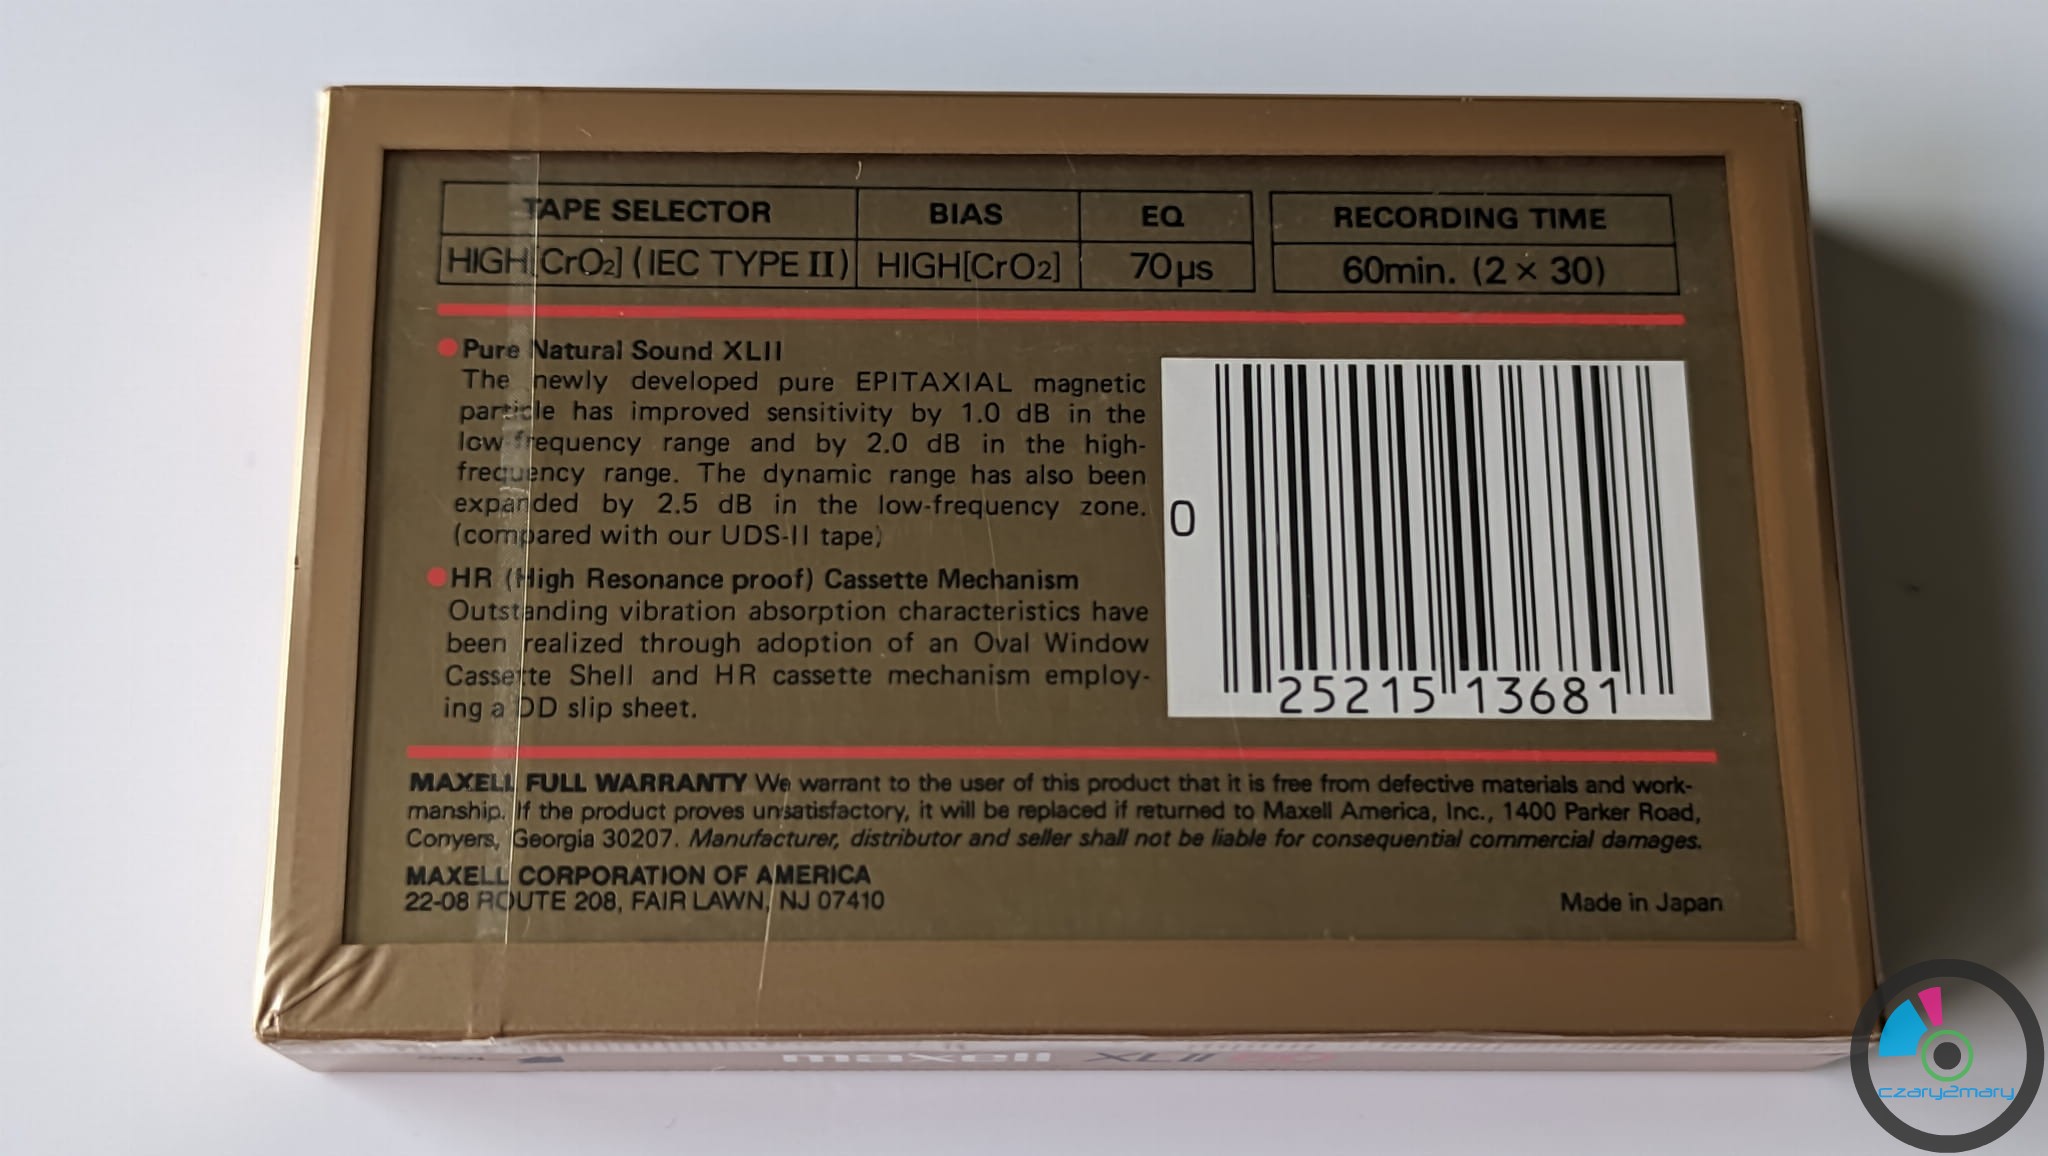 TAPE SELECTOR BIAS EQ RECORDING TIME
HIGH[CrO₂] (IEC TYPE II) HIGH[CrO₂] 70µs 60min. (2 × 30)
Pure Natural Sound XLII
The newly developed pure EPITAXIAL magnetic
particle has improved sensitivity by 1.0 dB in the
low-frequency range and by 2.0 dB in the high-
frequency range. The dynamic range has also been
expanded by 2.5 dB in the low-frequency zone.
(compared with our UDS-II tape)
HR (High Resonance proof) Cassette Mechanism
Outstanding vibration absorption characteristics have
been realized through adoption of an Oval Window
Cassette Shell and HR cassette mechanism employ-
ing a DD slip sheet.
0
25215 13681
MAXELL FULL WARRANTY We warrant to the user of this product that it is free from defective materials and work-
manship. If the product proves unsatisfactory, it will be replaced if returned to Maxell America, Inc., 1400 Parker Road,
Conyers, Georgia 30207. Manufacturer, distributor and seller shall not be liable for consequential commercial damages.
MAXELL CORPORATION OF AMERICA
22-08 ROUTE 208, FAIR LAWN, NJ 07410
Made in Japan
maxell XLII
czary2mary